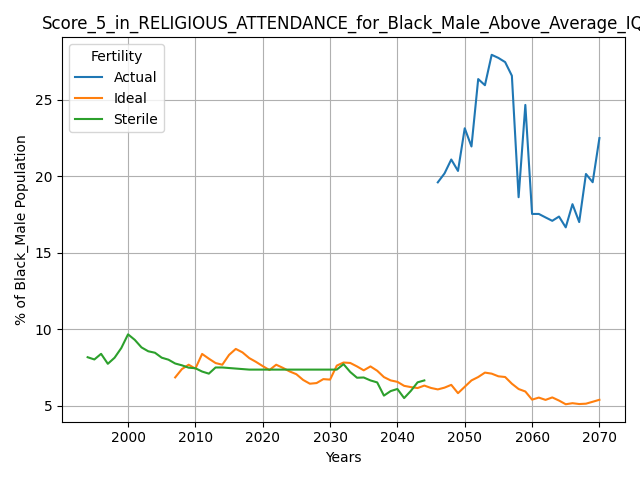 Score_5_in_RELIGIOUS_ATTENDANCE_for_Black_Male_Above_Average_IQ
Fertility
Actual
Ideal
Sterile
% of Black_Male Population
25
20
15
10
5
2000 2010 2020 2030 2040 2050 2060 2070
Years